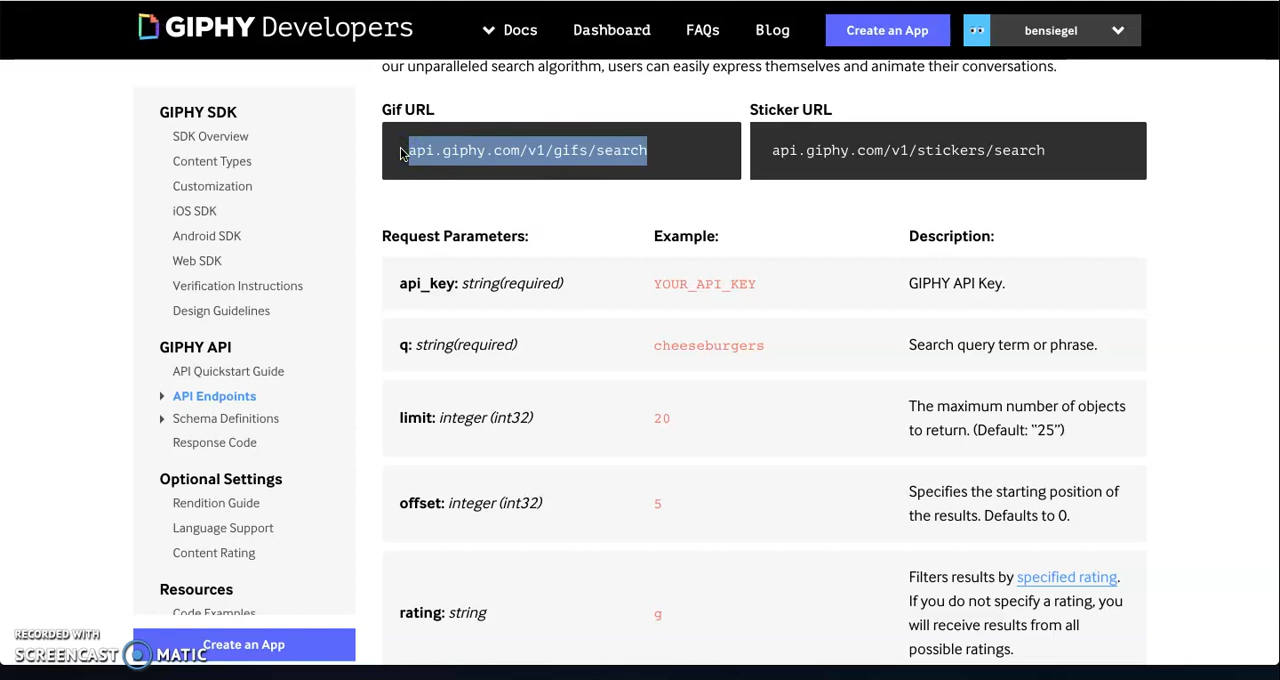 GIPHY Developers
Docs
Dashboard
FAQs
Blog
Create an App
bensiegel
our unparalleled search algorithm, users can easily express themselves and animate their conversations.
GIPHY SDK
SDK Overview
Content Types
Customization
iOS SDK
Android SDK
Web SDK
Verification Instructions
Design Guidelines
GIPHY API
API Quickstart Guide
API Endpoints
Schema Definitions
Response Code
Optional Settings
Rendition Guide
Language Support
Content Rating
Resources
Code Examples
Create an App
Gif URL
api.giphy.com/v1/gifs/search
Sticker URL
api.giphy.com/v1/stickers/search
Request Parameters: Example: Description:
api_key: string(required) YOUR_API_KEY GIPHY API Key.
q: string(required) cheeseburgers Search query term or phrase.
limit: integer (int32) 20 The maximum number of objects
to return. (Default: “25”)
offset: integer (int32) 5 Specifies the starting position of
the results. Defaults to 0.
rating: string g Filters results by specified rating.
If you do not specify a rating, you
will receive results from all
possible ratings.
RECORDED WITH
SCREENCAST MATIC